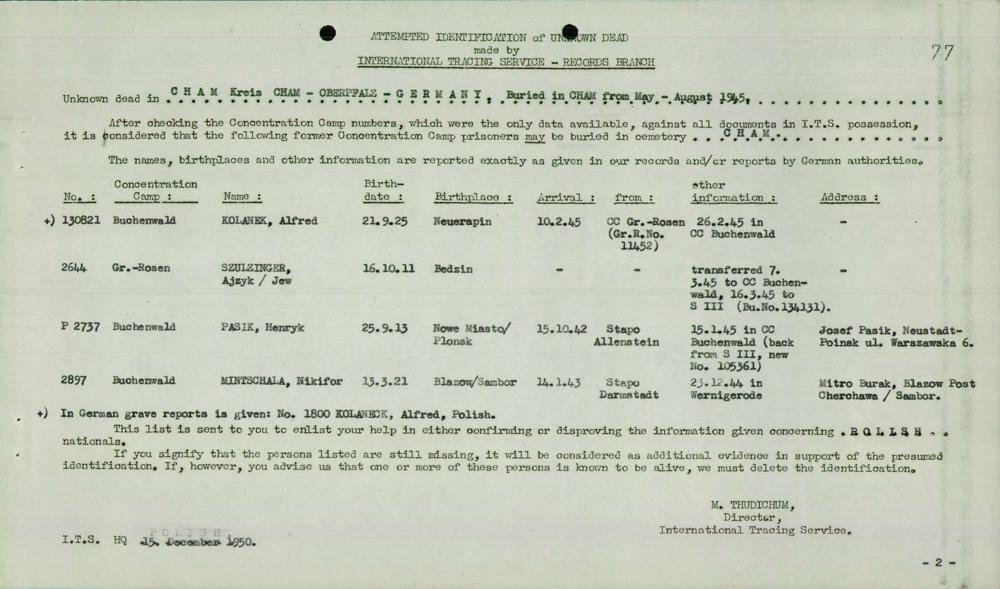 ATTEMPTED IDENTIFICATION of UNKNOWN DEAD
made by
INTERNATIONAL TRACING SERVICE - RECORDS BRANCH
77
Unknown dead in CHAM Kreis CHAM - OBERPFALZ - GERMANY, Buried in CHAM from May - August 1945,
After checking the Concentration Camp numbers, which were the only data available, against all documents in I.T.S. possession,
it is considered that the following former Concentration Camp prisoners may be buried in cemetery . . CHAM. . . . . . . . . . . .
The names, birthplaces and other information are reported exactly as given in our records and/or reports by German authorities.
No. : Concentration Camp : Name : Birth-date : Birthplace : Arrival : from : other information : Address :
+) 130821 Buchenwald KOLANEK, Alfred 21.9.25 Neuerapin 10.2.45 CC Gr.-Rosen 26.2.45 in -
(Gr.R.No. CC Buchenwald
11452)
2644 Gr.-Rosen SZULZINGER, 16.10.11 Bedzin - - transferred 7. -
Ajzyk / Jew 3.45 to CC Buchen-
wald, 16.3.45 to
S III (Bu.No.134131).
P 2737 Buchenwald PASIK, Henryk 25.9.13 Nowe Miasto/ 15.10.42 Stapo 15.1.45 in CC Josef Pasik, Neustadt-
Plonsk Allenstein Buchenwald (back Poinsk ul. Warszawska 6.
from S III, new
No. 105361)
2897 Buchenwald MINTSCHALA, Nikifor 13.3.21 Blazow/Sambor 14.1.43 Stapo 23.12.44 in Mitro Burak, Blazow Post
Darmstadt Wernigerode Cherchawa / Sambor.
+) In German grave reports is given: No. 1800 KOLANECK, Alfred, Polish.
This list is sent to you to enlist your help in either confirming or disproving the information given concerning . POLISH . .
nationals.
If you signify that the persons listed are still missing, it will be considered as additional evidence in support of the presumed
identification. If, however, you advise us that one or more of these persons is known to be alive, we must delete the identification.
M. THUDICHUM,
Director,
International Tracing Service.
POLISH
I.T.S. HQ 15. December 1950.
- 2 -